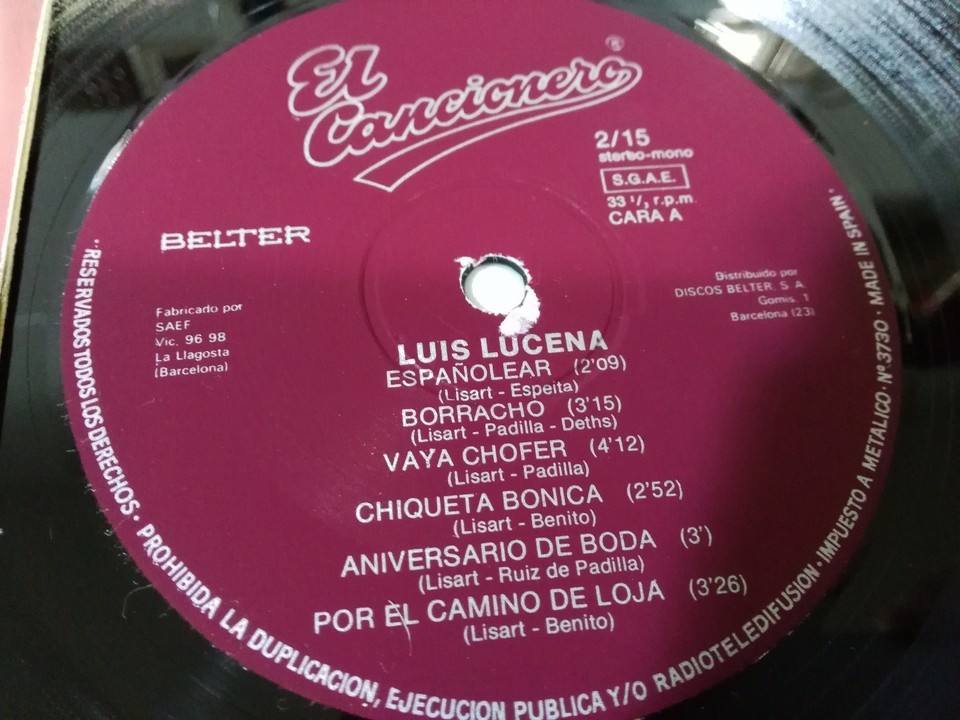 El
Cancionero ®
2/15
stereo-mono
S.G.A.E.
33 1/3 r.p.m.
CARA A
BELTER
Fabricado por
SAEF
Vic. 96 98
La Llagosta
(Barcelona)
Distribuido por
DISCOS BELTER, S.A.
Gomis, 1
Barcelona (23)
LUIS LUCENA
ESPAÑOLEAR (2'09)
(Lisart - Espeita)
BORRACHO (3'15)
(Lisart - Padilla - Deths)
VAYA CHOFER (4'12)
(Lisart - Padilla)
CHIQUETA BONICA (2'52)
(Lisart - Benito)
ANIVERSARIO DE BODA (3')
(Lisart - Ruiz de Padilla)
POR EL CAMINO DE LOJA (3'26)
(Lisart - Benito)
"RESERVADOS TODOS LOS DERECHOS · PROHIBIDA LA DUPLICACION, EJECUCION PUBLICA Y/O RADIOTELEDIFUSION · IMPUESTO A METALICO · Nº 3730 · MADE IN SPAIN"